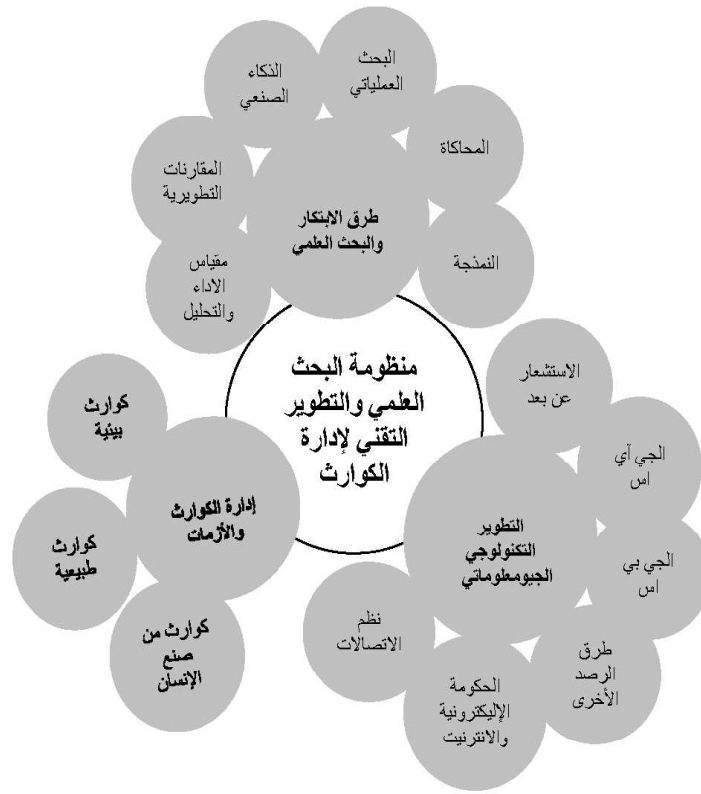 البحث
العملياتي
الذكاء
الصنعي
المحاكاة
المقارنات
التطويرية
طرق الابتكار
والبحث العلمي
النمذجة
مقياس
الاداء
والتحليل
منظومة البحث
العلمي والتطوير
التقني لإدارة
الكوارث
الاستشعار
عن بعد
كوارث
بيئية
الجي آي
اس
إدارة الكوارث
والأزمات
التطوير
التكنولوجي
الجيومعلوماتي
كوارث
طبيعية
الجي بي
اس
كوارث من
صنع
الإنسان
نظم
الاتصالات
طرق
الرصد
الأخرى
الحكومة
الإليكترونية
والانترنيت